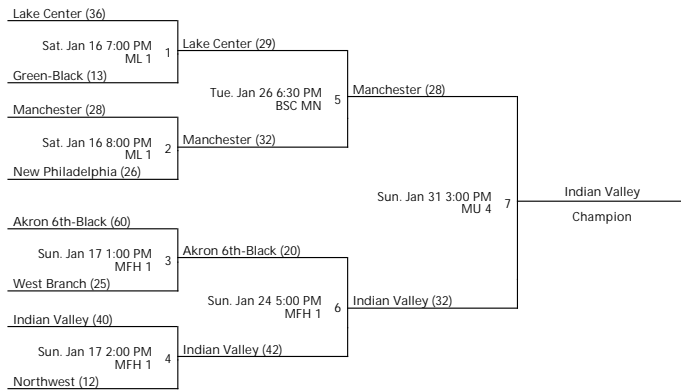 Lake Center (36)
Sat. Jan 16 7:00 PM
ML 1
1
Green-Black (13)
Lake Center (29)
Manchester (28)
Sat. Jan 16 8:00 PM
ML 1
2
New Philadelphia (26)
Manchester (32)
Tue. Jan 26 6:30 PM
BSC MN
5
Manchester (28)
Akron 6th-Black (60)
Sun. Jan 17 1:00 PM
MFH 1
3
West Branch (25)
Akron 6th-Black (20)
Indian Valley (40)
Sun. Jan 17 2:00 PM
MFH 1
4
Northwest (12)
Indian Valley (42)
Sun. Jan 24 5:00 PM
MFH 1
6
Indian Valley (32)
Sun. Jan 31 3:00 PM
MU 4
7
Indian Valley
Champion